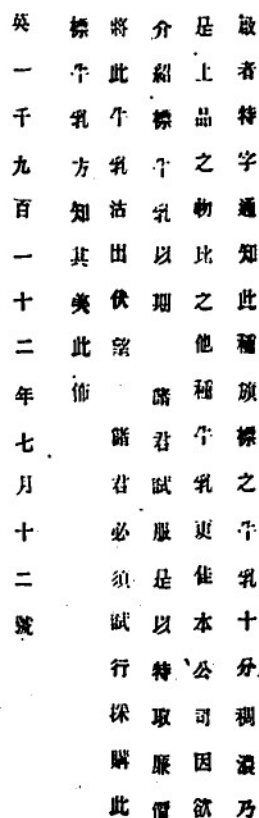 啟者特字通知此種旗標之牛乳十分稠濃乃
是上品之物比之他種牛乳更佳本公司因欲
介紹標牛乳以期 諸君試服是以特取廉價
將此牛乳沽出伏望 諸君必須試行採購此
標牛乳方知其美此佈
英一千九百一十二年七月十二號